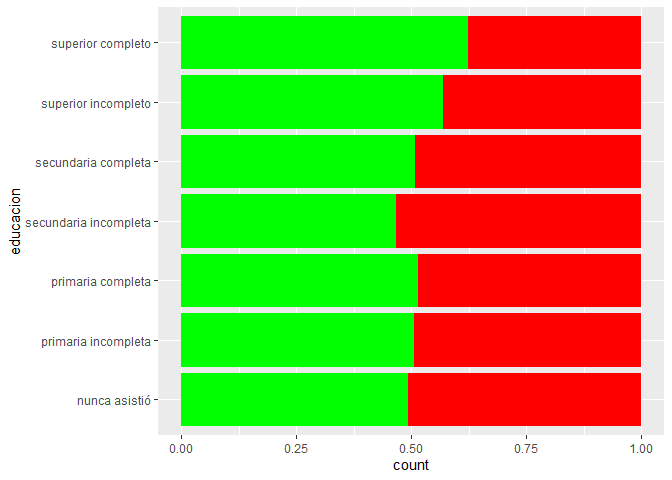 superior completo
superior incompleto
secundaria completa
secundaria incompleta
primaria completa
primaria incompleta
nunca asistió
educacion
0.00 0.25 0.50 0.75 1.00
count